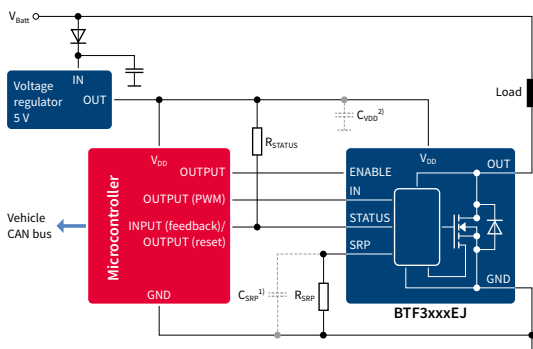 V_Batt
IN
Voltage
regulator
5 V
OUT
Load
C_VDD 2)
R_STATUS
V_DD
OUTPUT
OUTPUT (PWM)
INPUT (feedback)/
OUTPUT (reset)
GND
Microcontroller
Vehicle
CAN bus
V_DD
OUT
ENABLE
IN
STATUS
SRP
GND
BTF3xxxEJ
C_SRP 1)
R_SRP